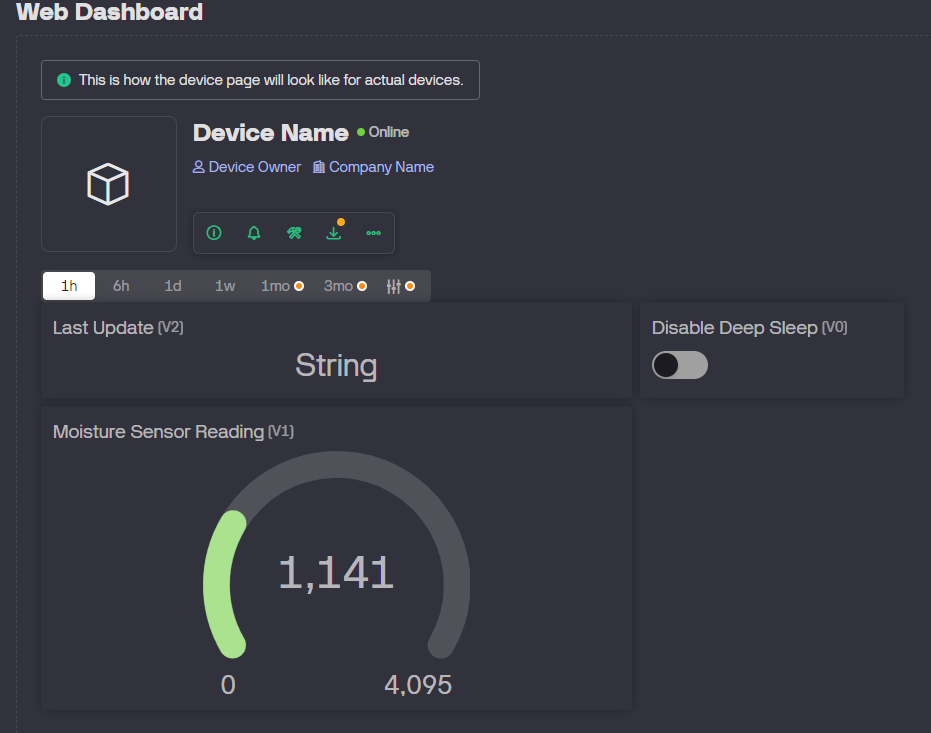 Web Dashboard
This is how the device page will look like for actual devices.
Device Name Online
Device Owner Company Name
1h 6h 1d 1w 1mo 3mo
Last Update (V2)
String
Disable Deep Sleep (V0)
Moisture Sensor Reading (V1)
1,141
0 4,095